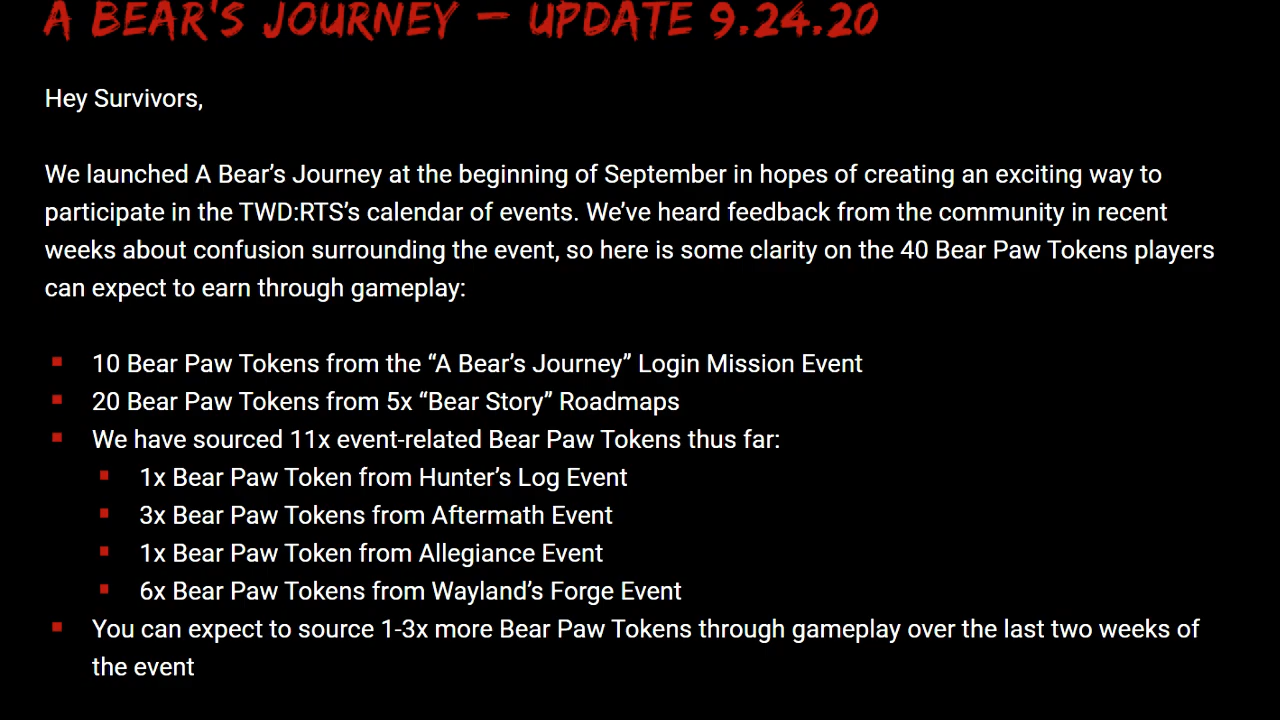 A BEAR'S JOURNEY – UPDATE 9.24.20
Hey Survivors,
We launched A Bear’s Journey at the beginning of September in hopes of creating an exciting way to
participate in the TWD:RTS’s calendar of events. We’ve heard feedback from the community in recent
weeks about confusion surrounding the event, so here is some clarity on the 40 Bear Paw Tokens players
can expect to earn through gameplay:
10 Bear Paw Tokens from the “A Bear’s Journey” Login Mission Event
20 Bear Paw Tokens from 5x “Bear Story” Roadmaps
We have sourced 11x event-related Bear Paw Tokens thus far:
1x Bear Paw Token from Hunter’s Log Event
3x Bear Paw Tokens from Aftermath Event
1x Bear Paw Token from Allegiance Event
6x Bear Paw Tokens from Wayland’s Forge Event
You can expect to source 1-3x more Bear Paw Tokens through gameplay over the last two weeks of
the event